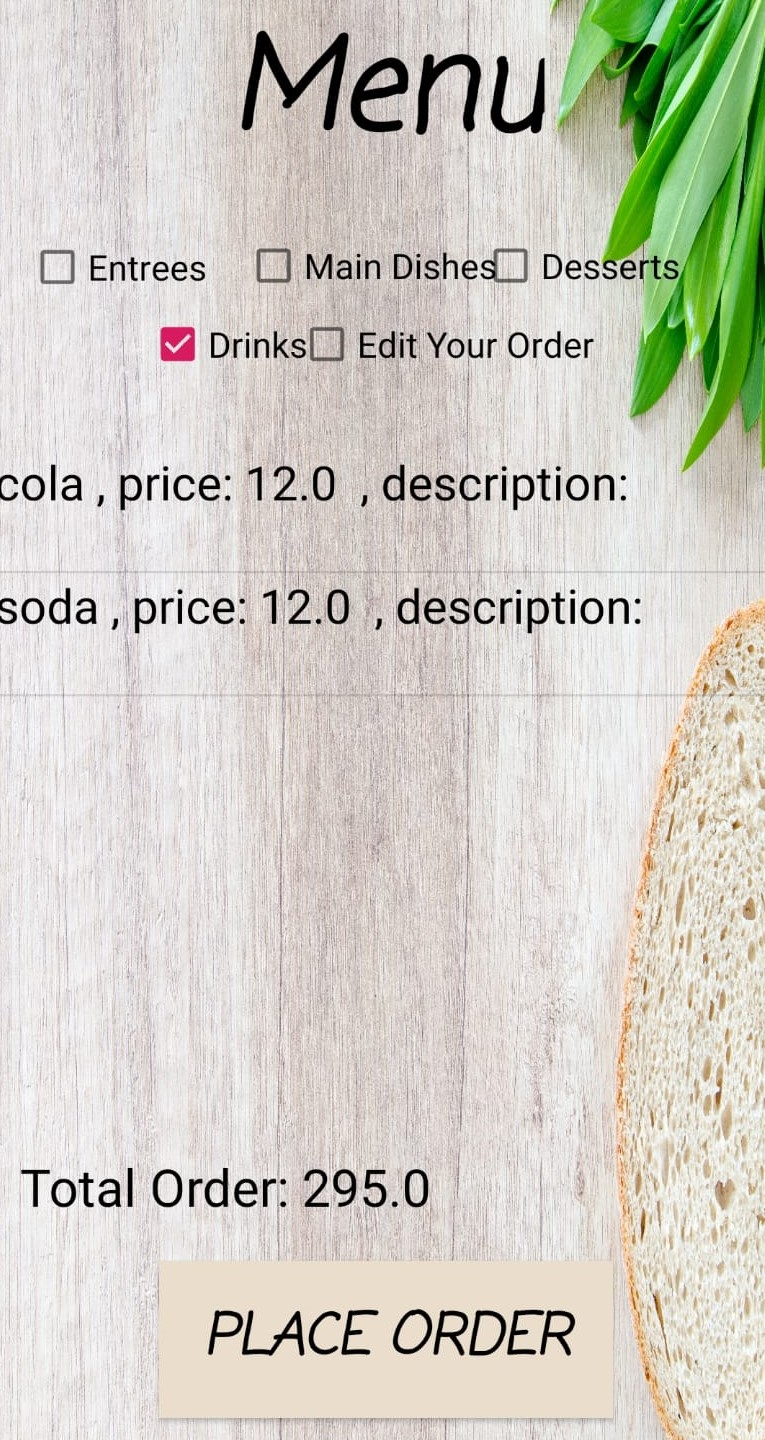 Menu
Entrees Main Dishes Desserts
Drinks Edit Your Order
cola , price: 12.0 , description:
soda , price: 12.0 , description:
Total Order: 295.0
PLACE ORDER